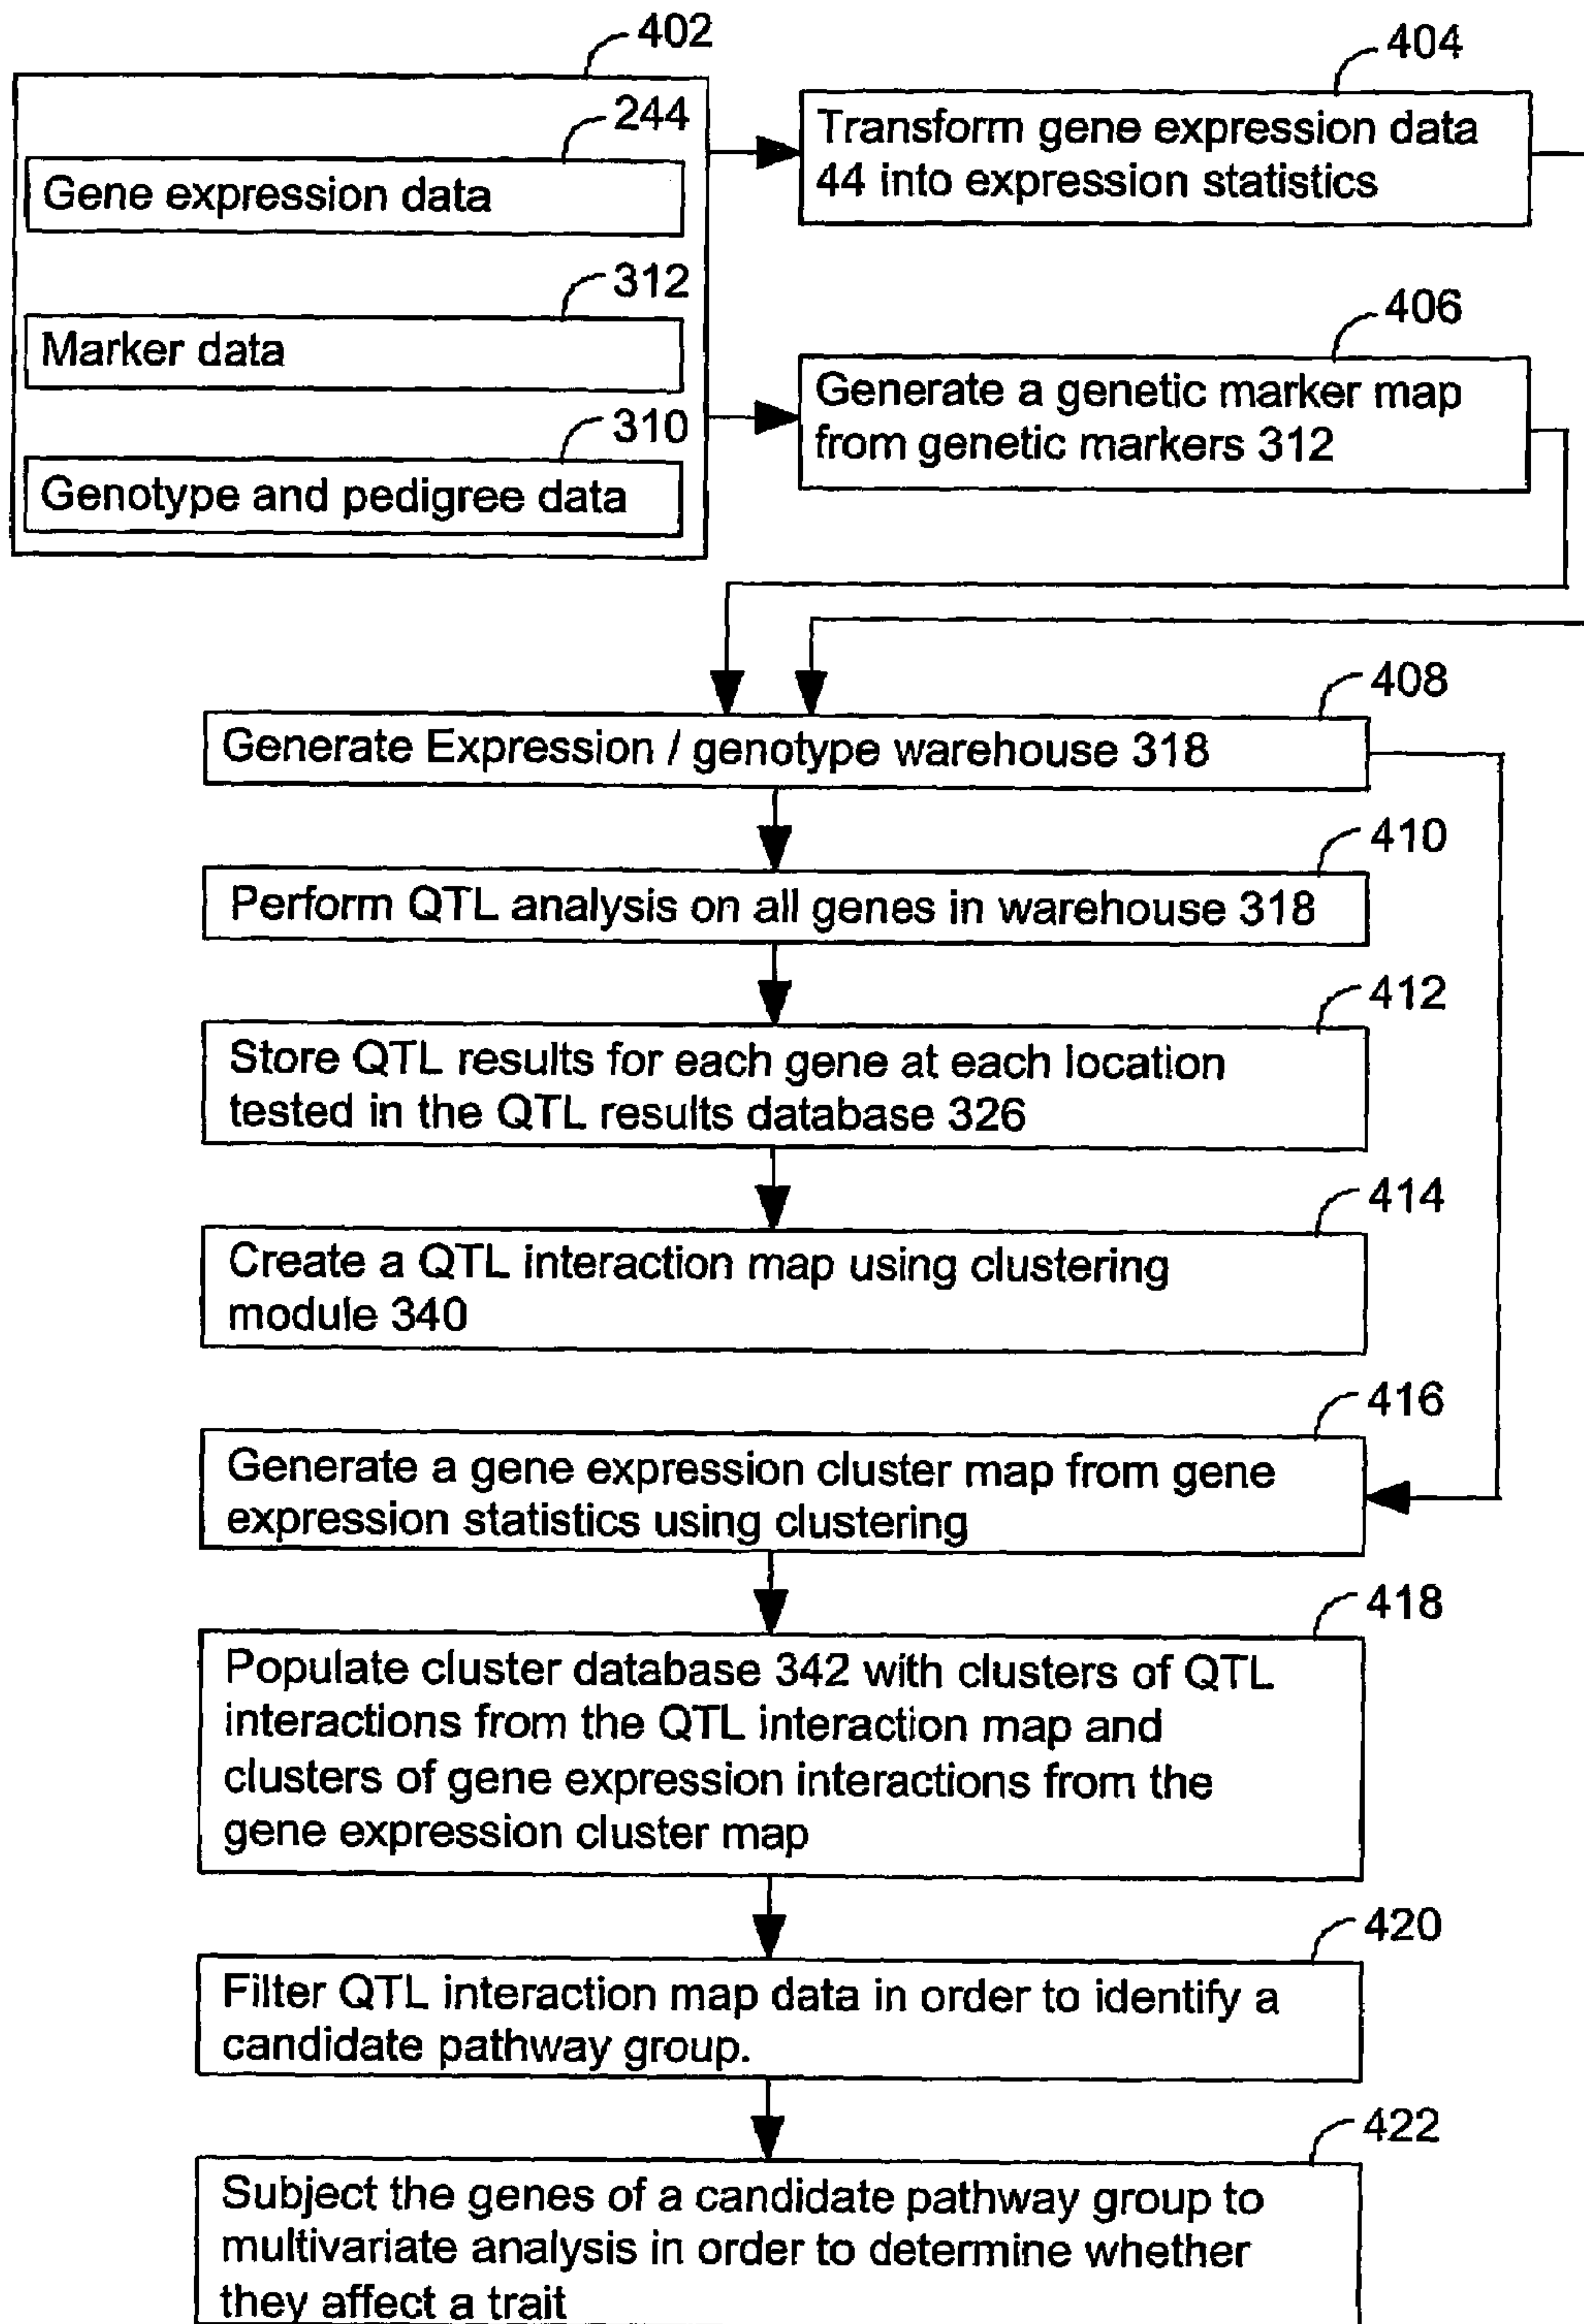 402
244
Gene expression data
312
Marker data
310
Genotype and pedigree data
404
Transform gene expression data
44 into expression statistics
406
Generate a genetic marker map
from genetic markers 312
408
Generate Expression / genotype warehouse 318
410
Perform QTL analysis on all genes in warehouse 318
412
Store QTL results for each gene at each location
tested in the QTL results database 326
414
Create a QTL interaction map using clustering
module 340
416
Generate a gene expression cluster map from gene
expression statistics using clustering
418
Populate cluster database 342 with clusters of QTL
interactions from the QTL interaction map and
clusters of gene expression interactions from the
gene expression cluster map
420
Filter QTL interaction map data in order to identify a
candidate pathway group.
422
Subject the genes of a candidate pathway group to
multivariate analysis in order to determine whether
they affect a trait